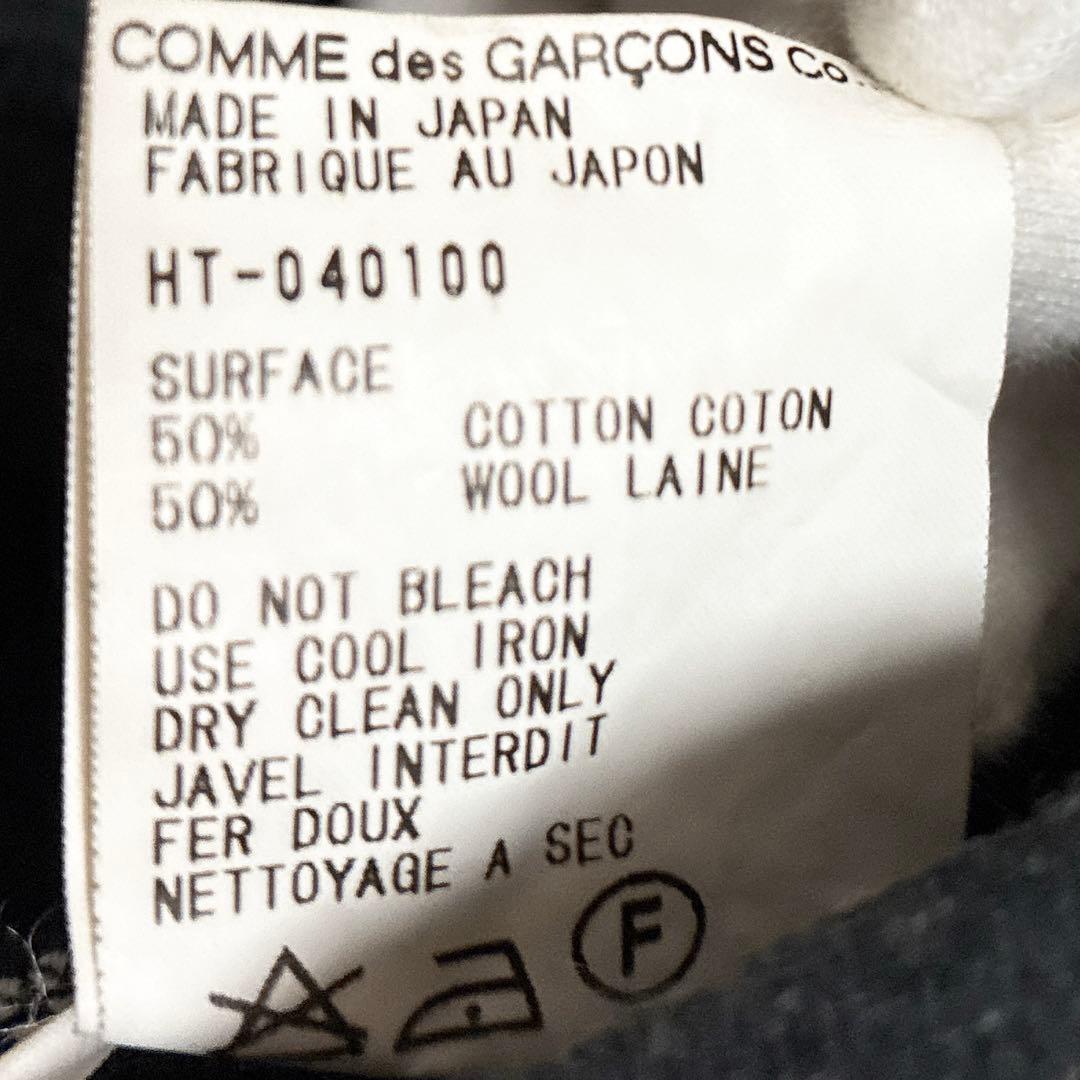 COMME des GARÇONS Co.
MADE IN JAPAN
FABRIQUE AU JAPON
HT-040100
SURFACE
50% COTTON COTON
50% WOOL LAINE
DO NOT BLEACH
USE COOL IRON
DRY CLEAN ONLY
JAVEL INTERDIT
FER DOUX
NETTOYAGE A SEC
F